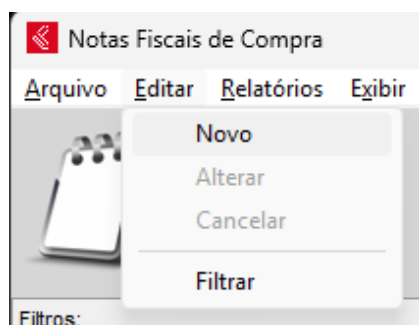 Notas Fiscais de Compra
Arquivo Editar Relatórios Exibir
Novo
Alterar
Cancelar
Filtrar
Filtros: